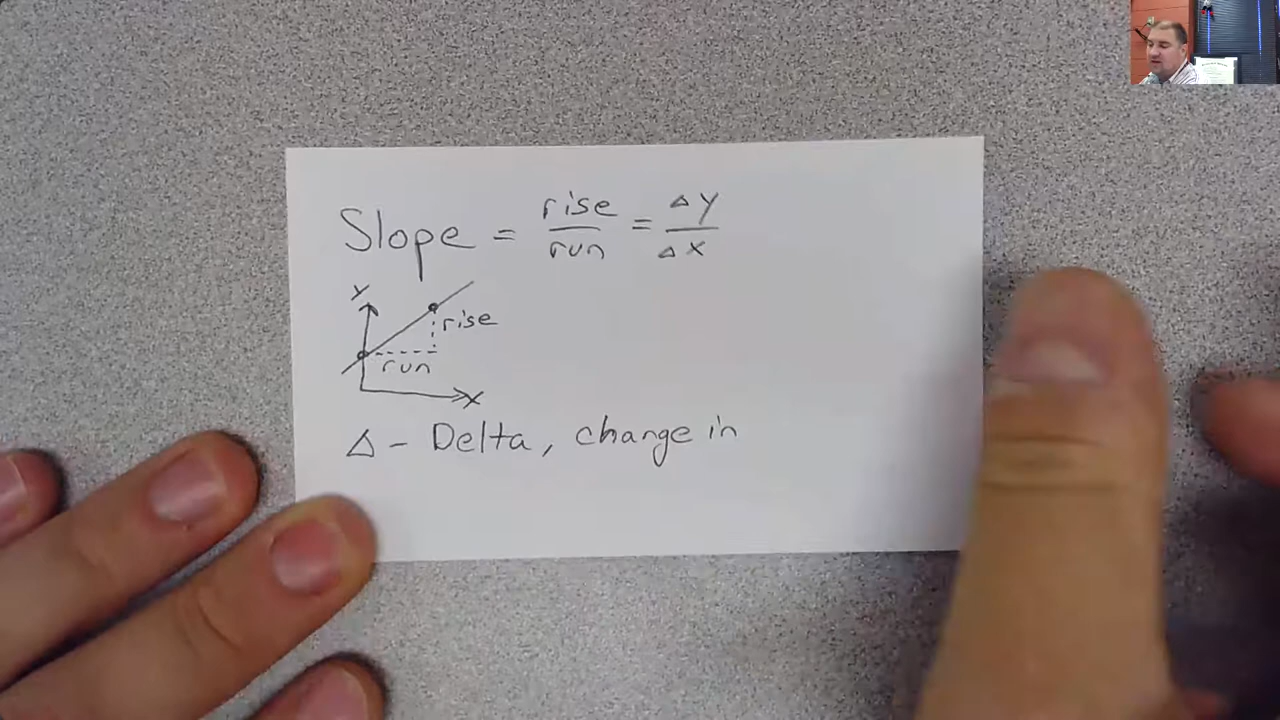 Slope = rise/run = ΔY/ΔX
Y
rise
run
X
Δ - Delta, change in